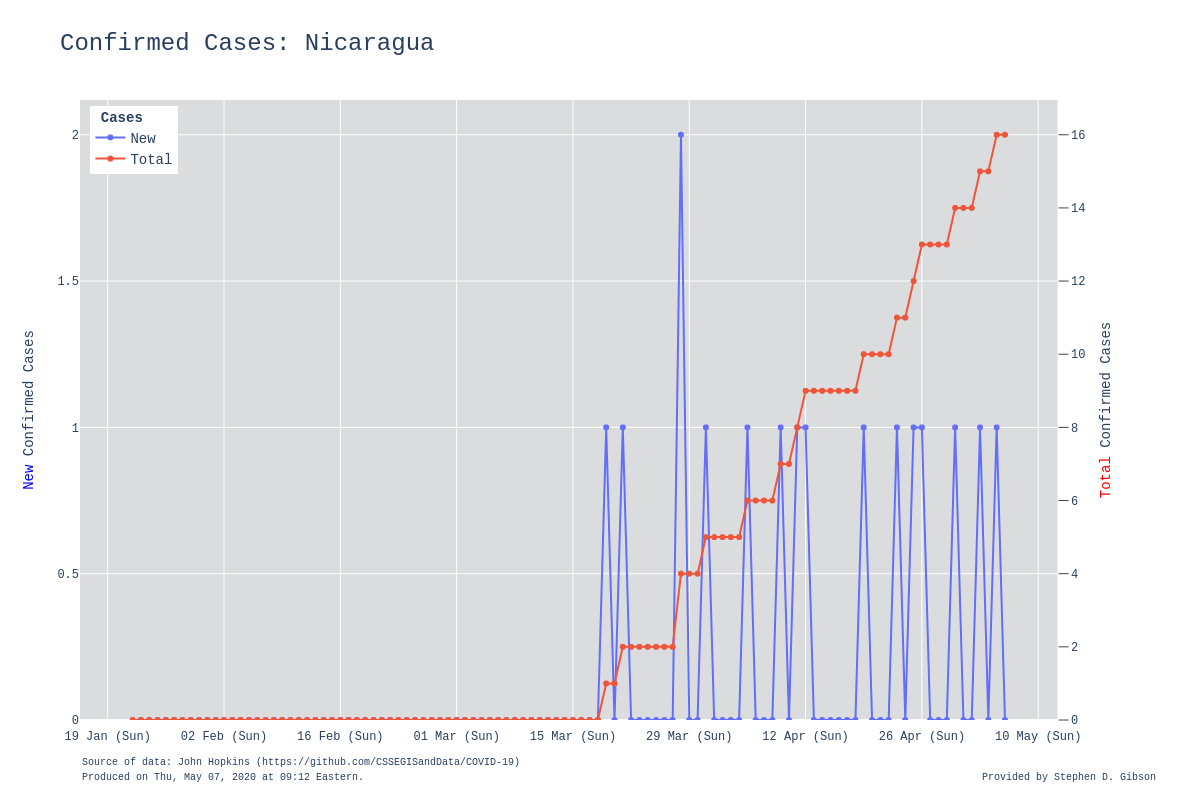 Confirmed Cases: Nicaragua
Cases
New
Total
2
1.5
1
0.5
0
16
14
12
10
8
6
4
2
0
New Confirmed Cases
Total Confirmed Cases
19 Jan (Sun) 02 Feb (Sun) 16 Feb (Sun) 01 Mar (Sun) 15 Mar (Sun) 29 Mar (Sun) 12 Apr (Sun) 26 Apr (Sun) 10 May (Sun)
Source of data: John Hopkins (https://github.com/CSSEGISandData/COVID-19)
Produced on Thu, May 07, 2020 at 09:12 Eastern.
Provided by Stephen D. Gibson